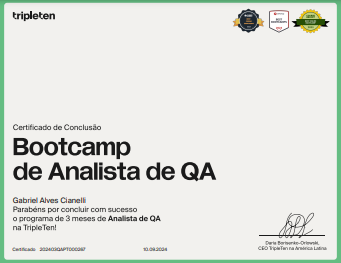 tripleten
Certificado de Conclusão
Bootcamp
de Analista de QA
Gabriel Alves Cianelli
Parabéns por concluir com sucesso
o programa de 3 meses de Analista de QA
na TripleTen!
Daria Borisenko-Orlowski,
CEO TripleTen na América Latina
Certificado 2024030APT000287
10.09.2024